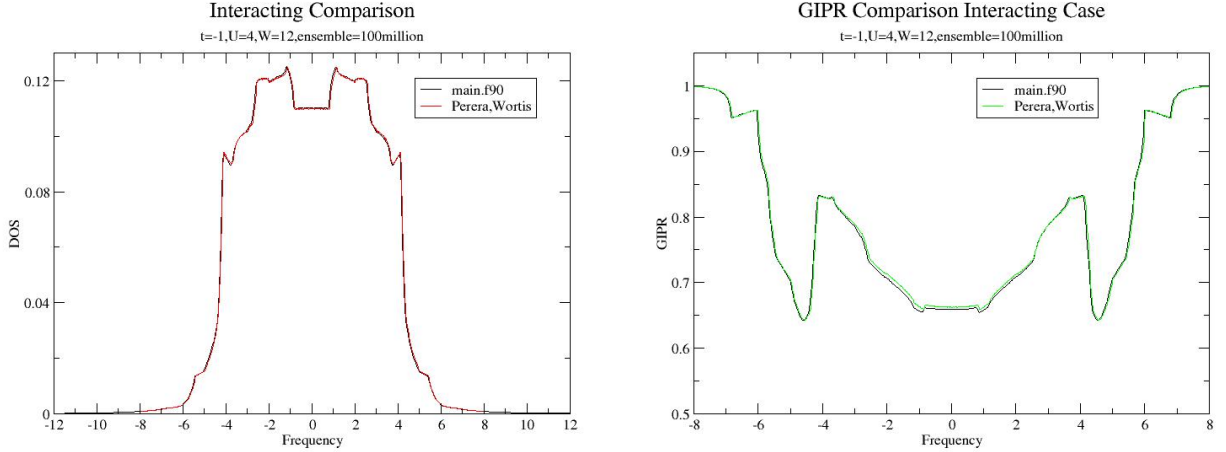 Interacting Comparison
t=-1,U=4,W=12,ensemble=100million
main.f90
Perera,Wortis
DOS
0.12
0.08
0.04
0
-12 -10 -8 -6 -4 -2 0 2 4 6 8 10 12
Frequency
GIPR Comparison Interacting Case
t=-1,U=4,W=12,ensemble=100million
main.f90
Perera,Wortis
GIPR
1
0.9
0.8
0.7
0.6
0.5
-8 -6 -4 -2 0 2 4 6 8
Frequency